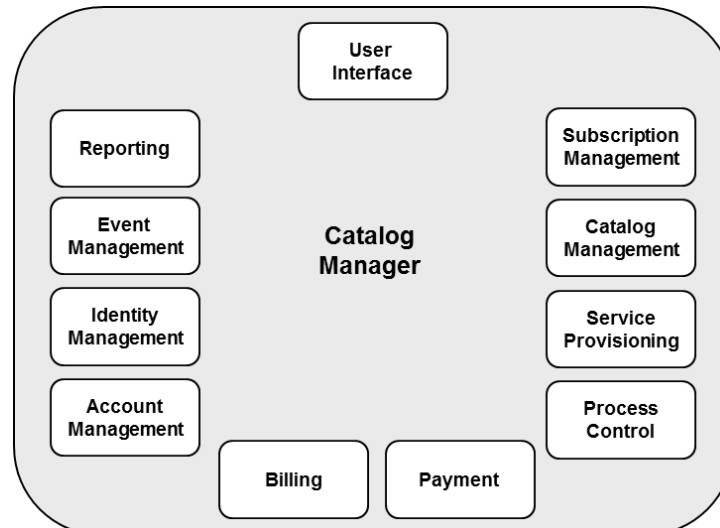 User
Interface
Reporting
Subscription
Management
Event
Management
Catalog
Manager
Catalog
Management
Identity
Management
Service
Provisioning
Account
Management
Process
Control
Billing
Payment